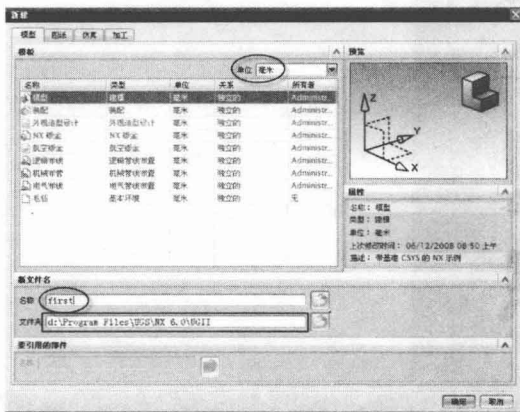 新建
模型 图纸 仿真 加工
模板
单位 毫米
名称 类型 单位 关系 所有者
模型 建模 毫米 独立的 Administr...
装配 装配 毫米 独立的 Administr...
外观造型设计 外观造型设计 毫米 独立的 Administr...
NX 钣金 NX 钣金 毫米 独立的 Administr...
航空钣金 航空钣金 毫米 独立的 Administr...
逻辑布线 逻辑管线布置 毫米 独立的 Administr...
机械布管 机械管线布置 毫米 独立的 Administr...
电气布线 电气管线布置 毫米 独立的 Administr...
毛坯 基本环境 毫米 独立的 无
预览
Z
Y
X
属性
名称: 模型
类型: 建模
单位: 毫米
上次修改时间: 06/12/2008 08:50 上午
描述: 带基准 CSYS 的 NX 示例
新文件名
名称 first
文件夹 d:\Program Files\UGS\NX 6.0\UGII
要引用的部件
名称
确定 取消